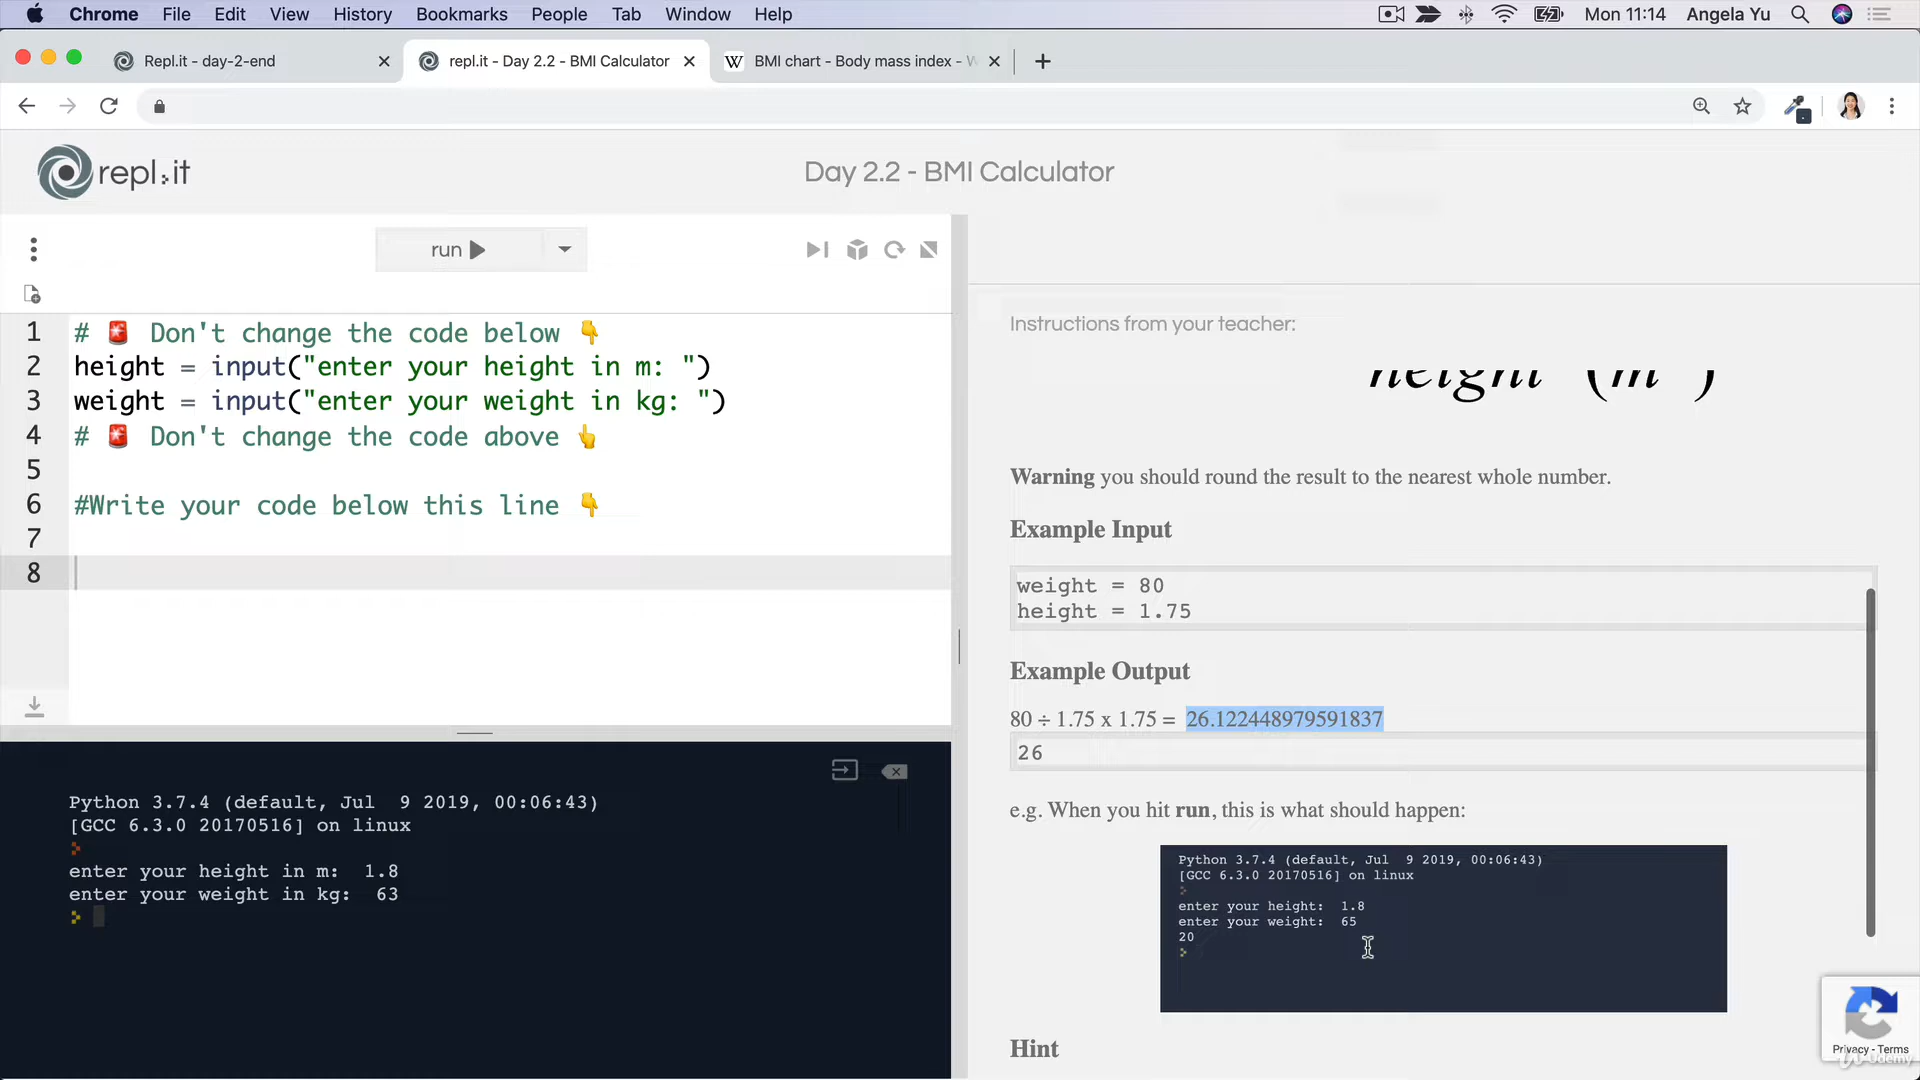 Chrome File Edit View History Bookmarks People Tab Window Help Mon 11:14 Angela Yu
Repl.it - day-2-end
repl.it - Day 2.2 - BMI Calculator
W BMI chart - Body mass index - W
repl.it
Day 2.2 - BMI Calculator
run
1 # 🚨 Don't change the code below 👇
2 height = input("enter your height in m: ")
3 weight = input("enter your weight in kg: ")
4 # 🚨 Don't change the code above 👆
5
6 #Write your code below this line 👇
7
8
Python 3.7.4 (default, Jul  9 2019, 00:06:43)
[GCC 6.3.0 20170516] on linux
enter your height in m:  1.8
enter your weight in kg:  63
Instructions from your teacher:
height (m )
Warning you should round the result to the nearest whole number.
Example Input
weight = 80
height = 1.75
Example Output
80 ÷ 1.75 x 1.75 = 26.122448979591837
26
e.g. When you hit run, this is what should happen:
Python 3.7.4 (default, Jul  9 2019, 00:06:43)
[GCC 6.3.0 20170516] on linux
enter your height:  1.8
enter your weight:  65
20
Hint
Privacy - Terms
Udemy